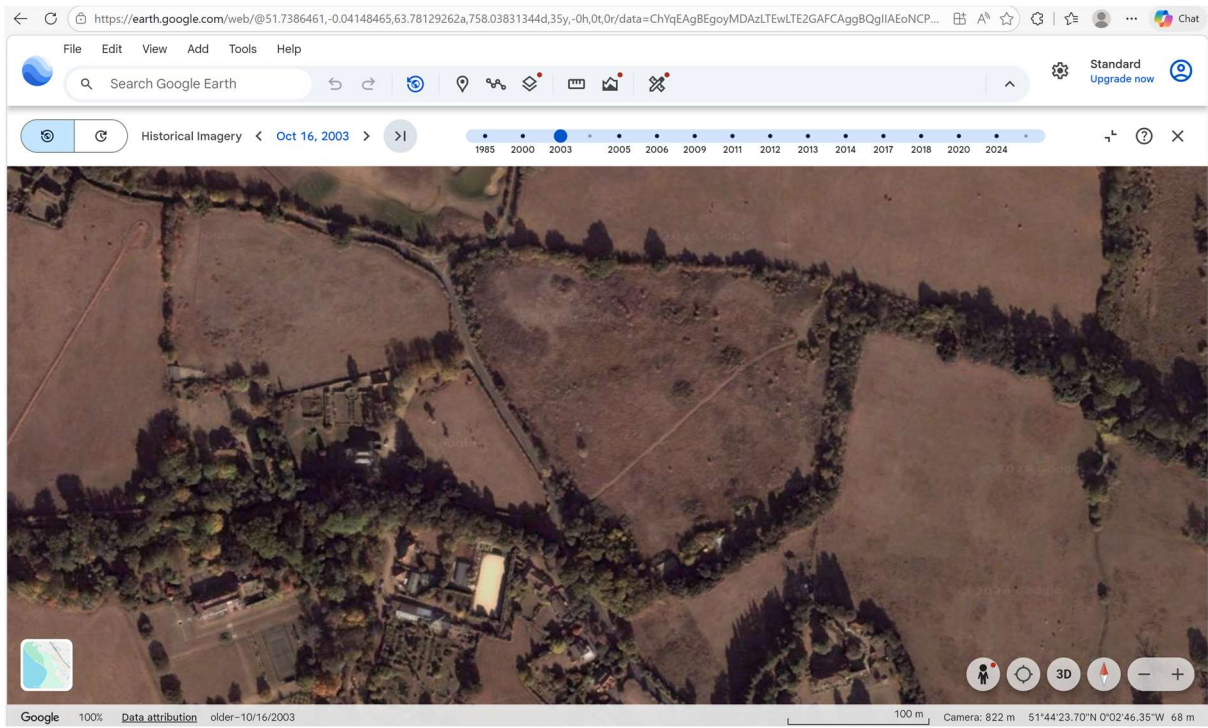 https://earth.google.com/web/@51.7386461,-0.04148465,63.78129262a,758.03831344d,35y,-0h,0t,0r/data=ChYqEAgBEgoyMDAzLTEwLTE2GAFCAggBQgIIAEoNCP...
Chat
File Edit View Add Tools Help
Search Google Earth
Standard
Upgrade now
Historical Imagery
Oct 16, 2003
1985 2000 2003 2005 2006 2009 2011 2012 2013 2014 2017 2018 2020 2024
3D
Google 100% Data attribution older–10/16/2003 100 m Camera: 822 m 51°44'23.70"N 0°02'46.35"W 68 m